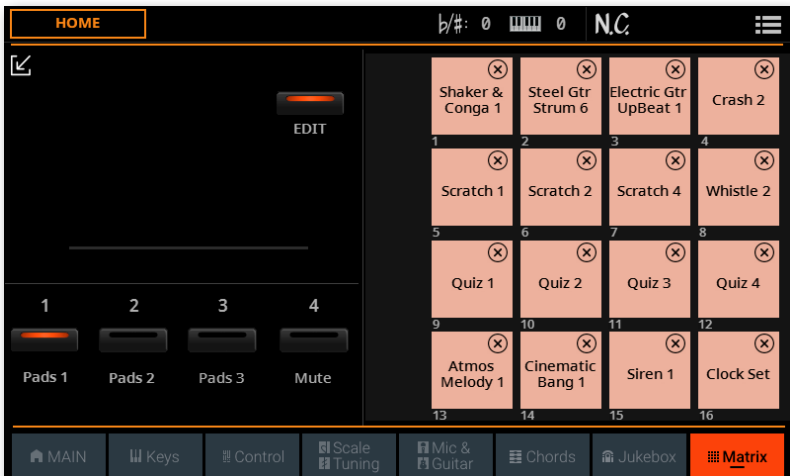 HOME
♭/#: 0
0
N.C.
EDIT
1
2
3
4
Pads 1
Pads 2
Pads 3
Mute
Shaker &
Conga 1
1
Steel Gtr
Strum 6
2
Electric Gtr
UpBeat 1
3
Crash 2
4
Scratch 1
5
Scratch 2
6
Scratch 4
7
Whistle 2
8
Quiz 1
9
Quiz 2
10
Quiz 3
11
Quiz 4
12
Atmos
Melody 1
13
Cinematic
Bang 1
14
Siren 1
15
Clock Set
16
MAIN
Keys
Control
Scale
Tuning
Mic &
Guitar
Chords
Jukebox
Matrix